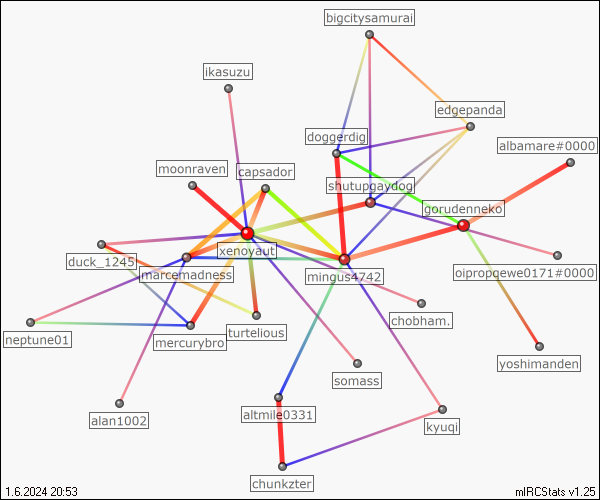 bigcitysamurai
ikasuzu
edgepanda
doggerdig
albamare#0000
moonraven
capsador
shutupgaydog
gorudenneko
xenoyaut
duck_1245
marcemadness
mingus4742
oipropqewe0171#0000
chobham.
neptune01
mercurybro
turtelious
yoshimanden
somass
alan1002
altmile0331
kyuqi
chunkzter
1.6.2024 20:53
mIRCStats v1.25